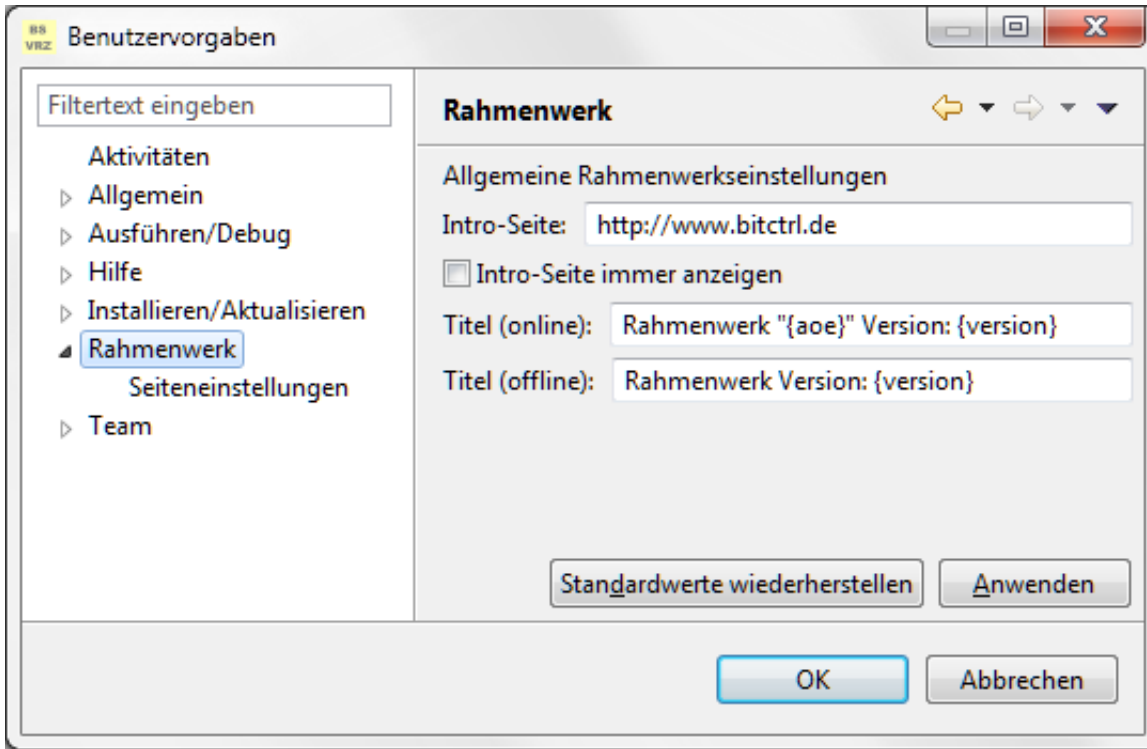 BS
VRZ
Benutzervorgaben
Filtertext eingeben
Aktivitäten
Allgemein
Ausführen/Debug
Hilfe
Installieren/Aktualisieren
Rahmenwerk
Seiteneinstellungen
Team
Rahmenwerk
Allgemeine Rahmenwerkseinstellungen
Intro-Seite: http://www.bitctrl.de
Intro-Seite immer anzeigen
Titel (online): Rahmenwerk "{aoe}" Version: {version}
Titel (offline): Rahmenwerk Version: {version}
Standardwerte wiederherstellen Anwenden
OK Abbrechen